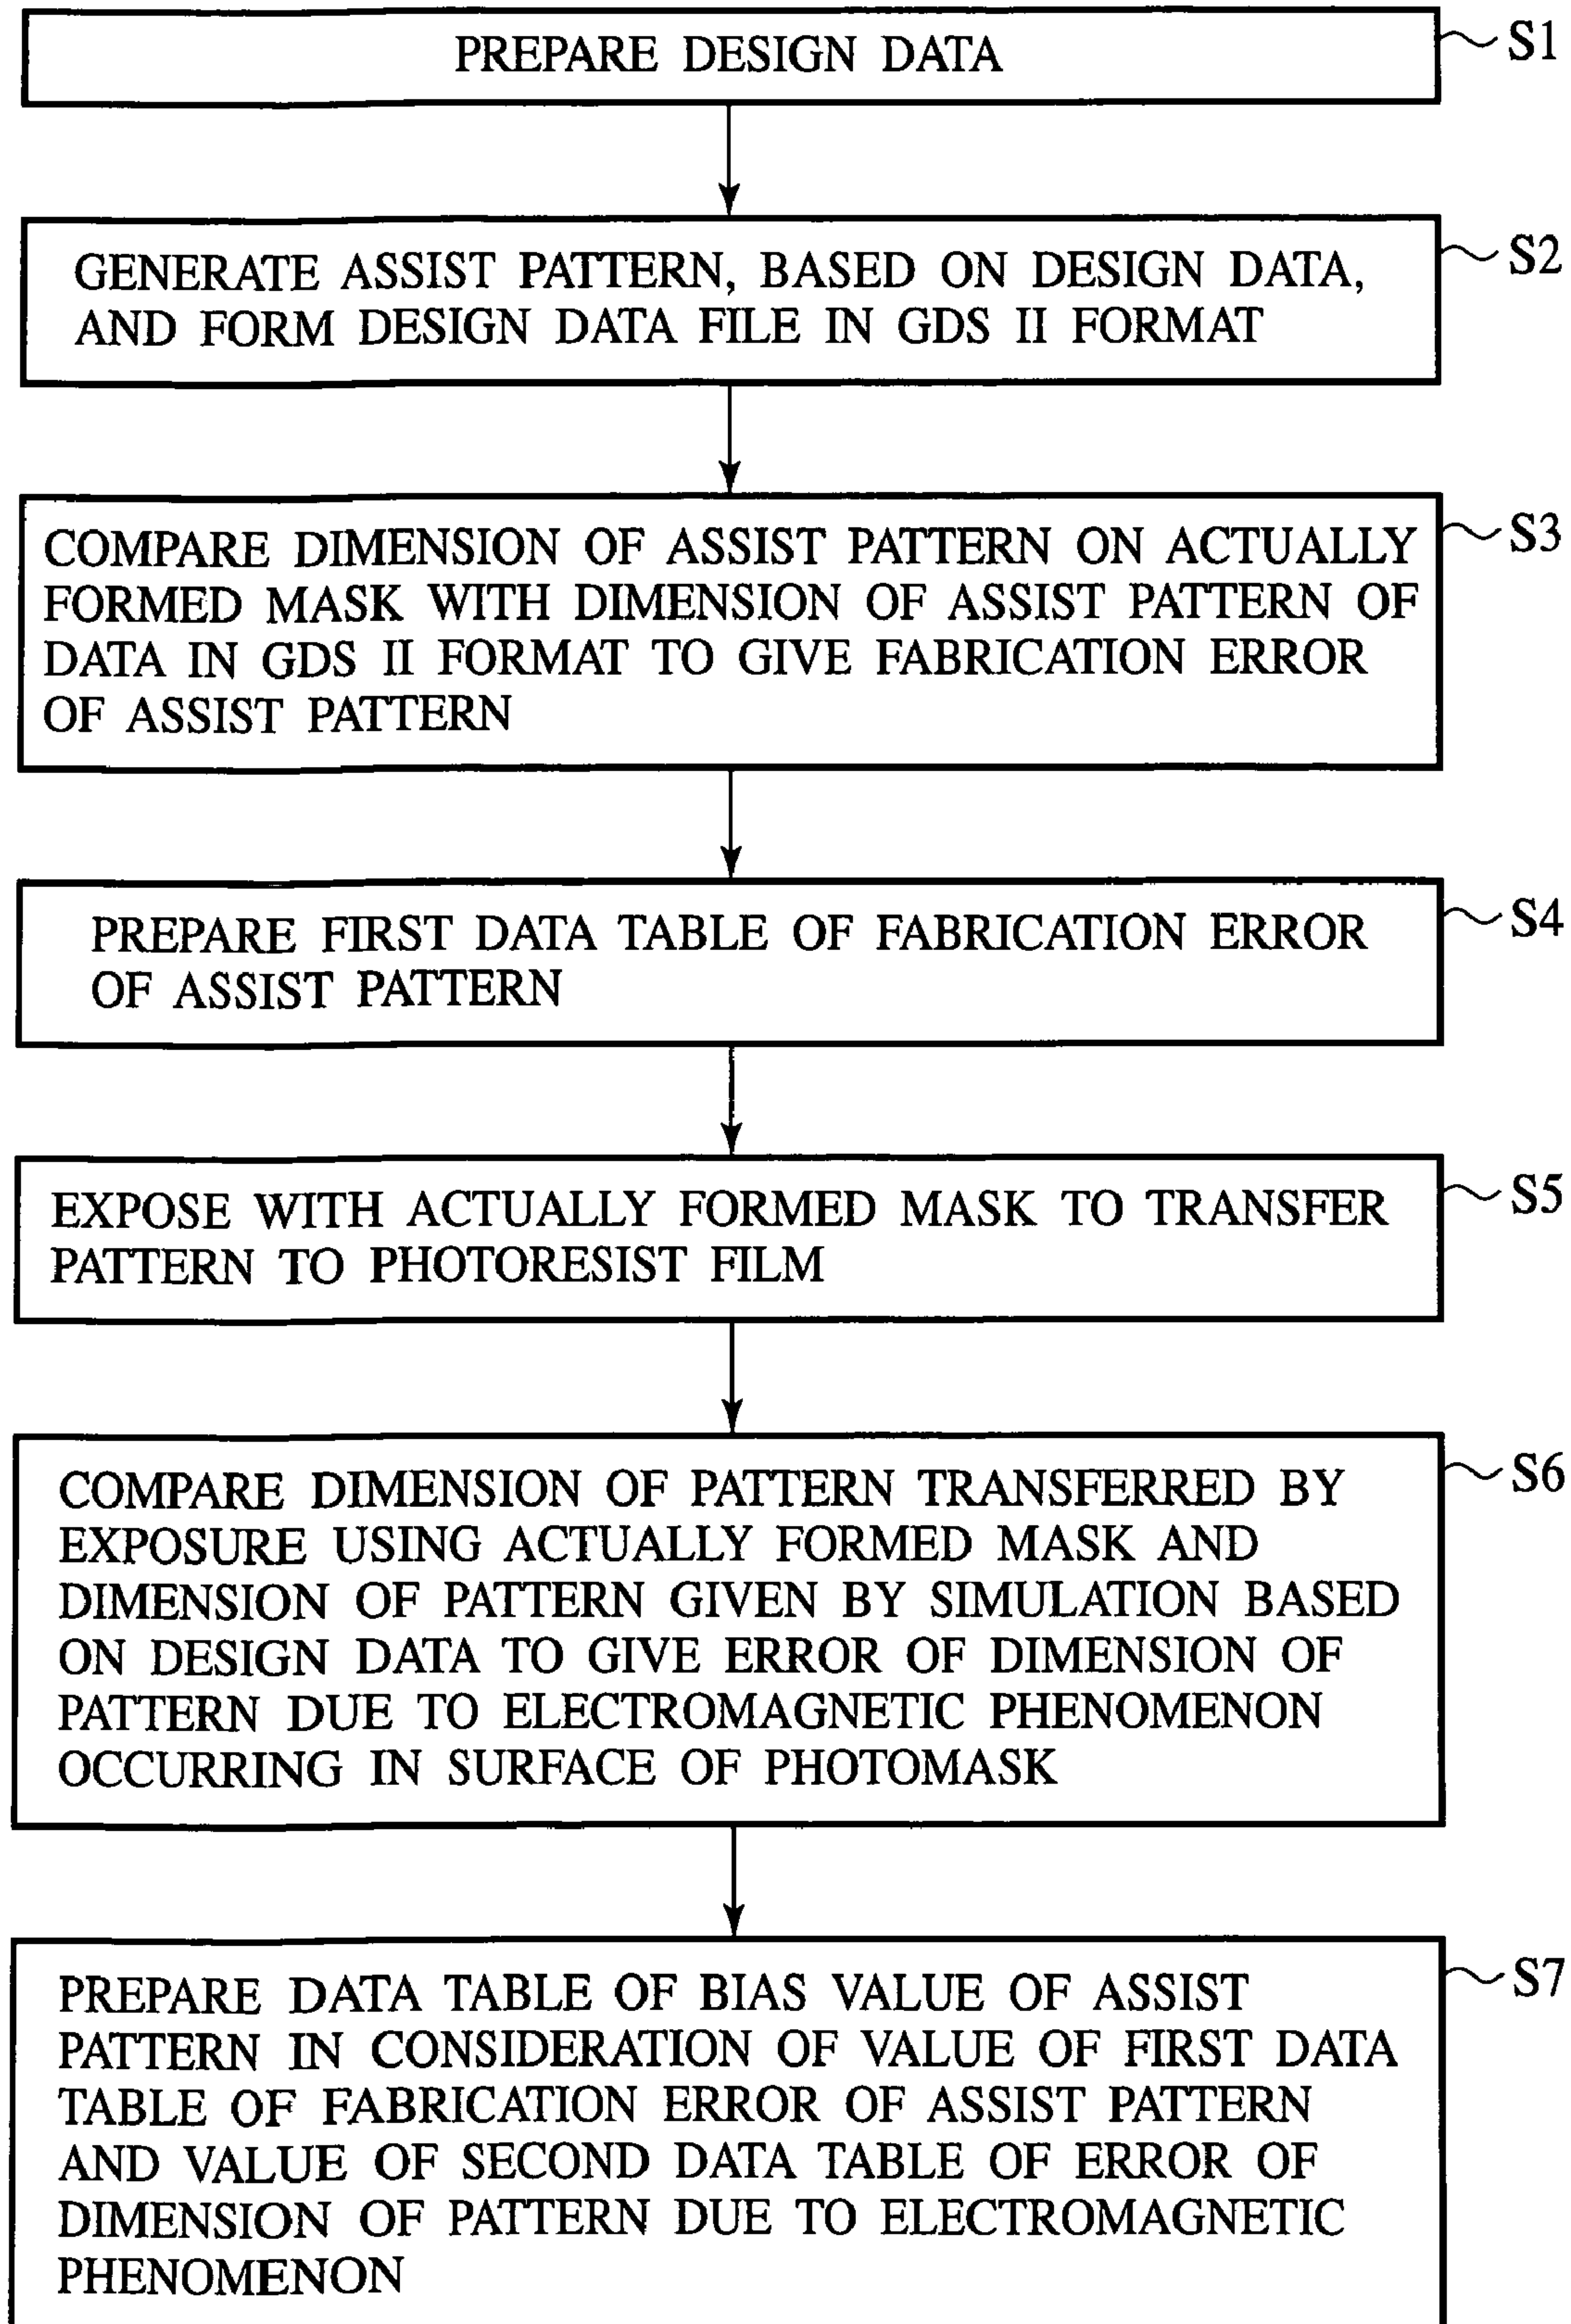 PREPARE DESIGN DATA
S1
GENERATE ASSIST PATTERN, BASED ON DESIGN DATA,
AND FORM DESIGN DATA FILE IN GDS II FORMAT
S2
COMPARE DIMENSION OF ASSIST PATTERN ON ACTUALLY
FORMED MASK WITH DIMENSION OF ASSIST PATTERN OF
DATA IN GDS II FORMAT TO GIVE FABRICATION ERROR
OF ASSIST PATTERN
S3
PREPARE FIRST DATA TABLE OF FABRICATION ERROR
OF ASSIST PATTERN
S4
EXPOSE WITH ACTUALLY FORMED MASK TO TRANSFER
PATTERN TO PHOTORESIST FILM
S5
COMPARE DIMENSION OF PATTERN TRANSFERRED BY
EXPOSURE USING ACTUALLY FORMED MASK AND
DIMENSION OF PATTERN GIVEN BY SIMULATION BASED
ON DESIGN DATA TO GIVE ERROR OF DIMENSION OF
PATTERN DUE TO ELECTROMAGNETIC PHENOMENON
OCCURRING IN SURFACE OF PHOTOMASK
S6
PREPARE DATA TABLE OF BIAS VALUE OF ASSIST
PATTERN IN CONSIDERATION OF VALUE OF FIRST DATA
TABLE OF FABRICATION ERROR OF ASSIST PATTERN
AND VALUE OF SECOND DATA TABLE OF ERROR OF
DIMENSION OF PATTERN DUE TO ELECTROMAGNETIC
PHENOMENON
S7